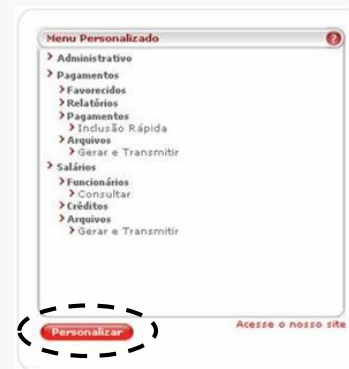 Menu Personalizado ?
> Administrativo
> Pagamentos
> Favorecidos
> Relatórios
> Pagamentos
> Inclusão Rápida
> Arquivos
> Gerar e Transmitir
> Salários
> Funcionários
> Consultar
> Créditos
> Arquivos
> Gerar e Transmitir
Personalizar
Acesse o nosso site